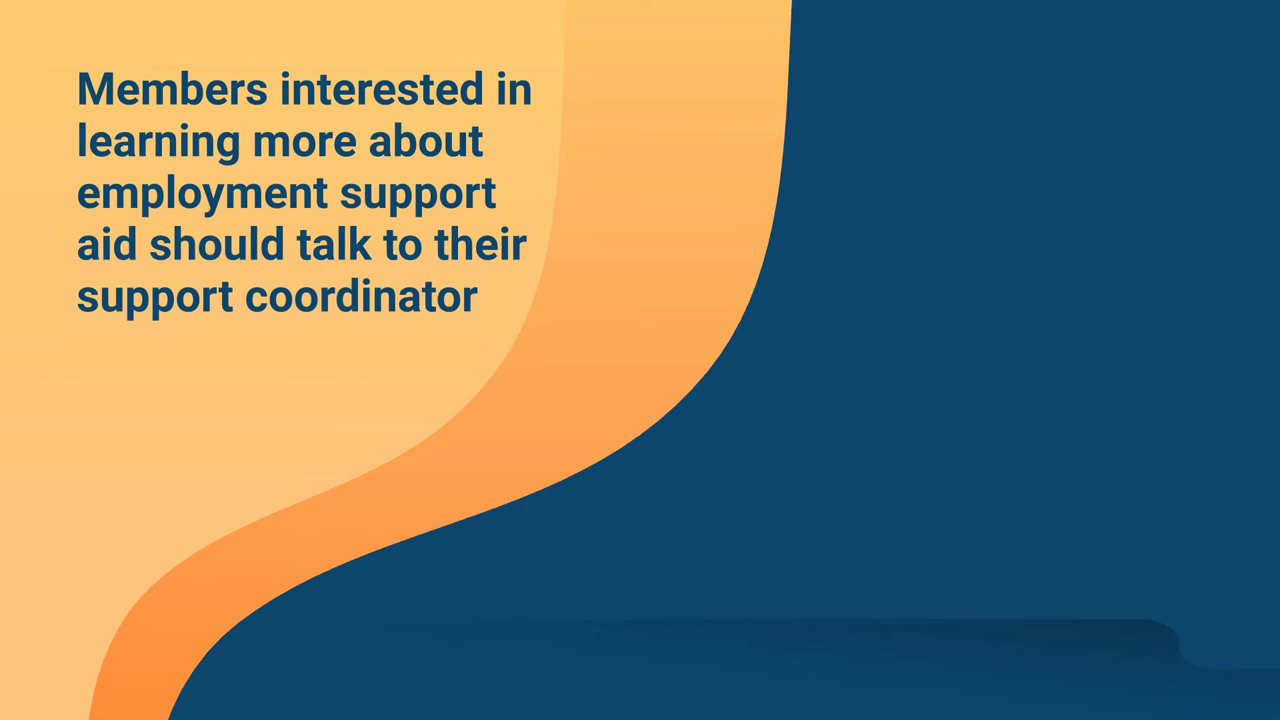 Members interested in
learning more about
employment support
aid should talk to their
support coordinator